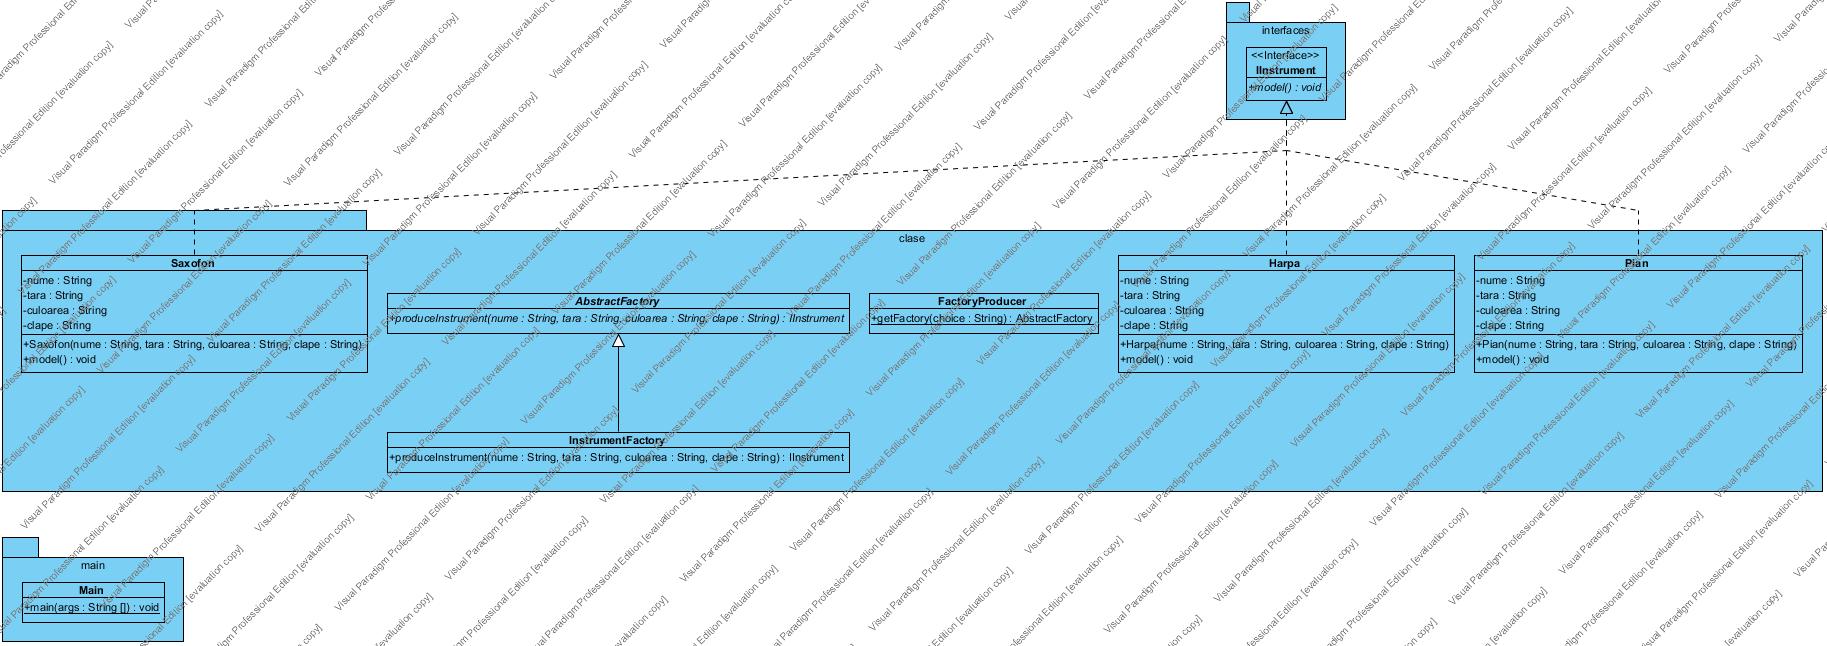 interfaces
<<Interface>>
IInstrument
+model() : void
clase
Saxofon
-nume : String
-tara : String
-culoarea : String
-clape : String
+Saxofon(nume : String, tara : String, culoarea : String, clape : String)
+model() : void
AbstractFactory
+produceInstrument(nume : String, tara : String, culoarea : String, clape : String) : IInstrument
InstrumentFactory
+produceInstrument(nume : String, tara : String, culoarea : String, clape : String) : IInstrument
FactoryProducer
+getFactory(choice : String) : AbstractFactory
Harpa
-nume : String
-tara : String
-culoarea : String
-clape : String
+Harpa(nume : String, tara : String, culoarea : String, clape : String)
+model() : void
Pian
-nume : String
-tara : String
-culoarea : String
-clape : String
+Pian(nume : String, tara : String, culoarea : String, clape : String)
+model() : void
main
Main
+main(args : String []) : void
Visual Paradigm Professional Edition [evaluation copy]